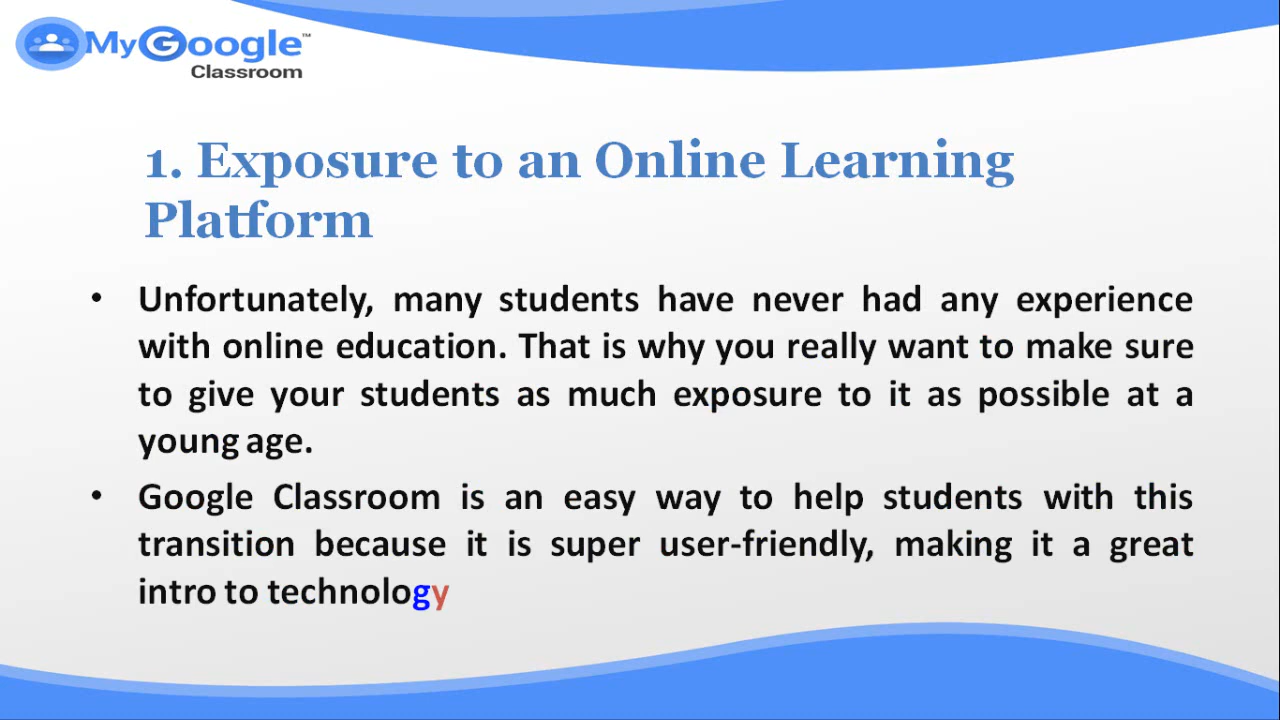 MyGoogle™
Classroom
1. Exposure to an Online Learning
Platform
• Unfortunately, many students have never had any experience
with online education. That is why you really want to make sure
to give your students as much exposure to it as possible at a
young age.
• Google Classroom is an easy way to help students with this
transition because it is super user-friendly, making it a great
intro to technology